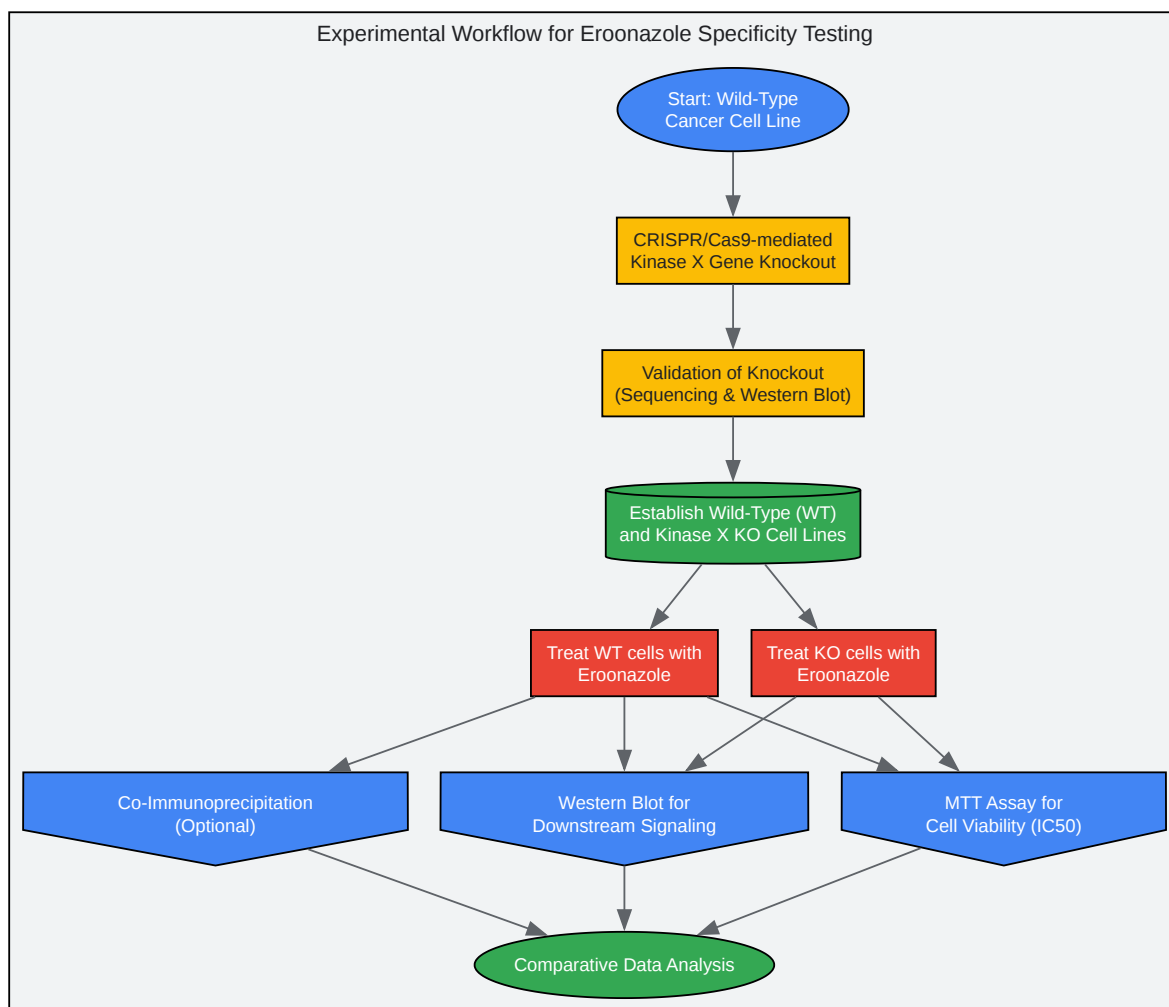 Experimental Workflow for Eroonazole Specificity Testing
Start: Wild-Type
Cancer Cell Line
CRISPR/Cas9-mediated
Kinase X Gene Knockout
Validation of Knockout
(Sequencing & Western Blot)
Establish Wild-Type (WT)
and Kinase X KO Cell Lines
Treat WT cells with
Eroonazole
Treat KO cells with
Eroonazole
Co-Immunoprecipitation
(Optional)
Western Blot for
Downstream Signaling
MTT Assay for
Cell Viability (IC50)
Comparative Data Analysis